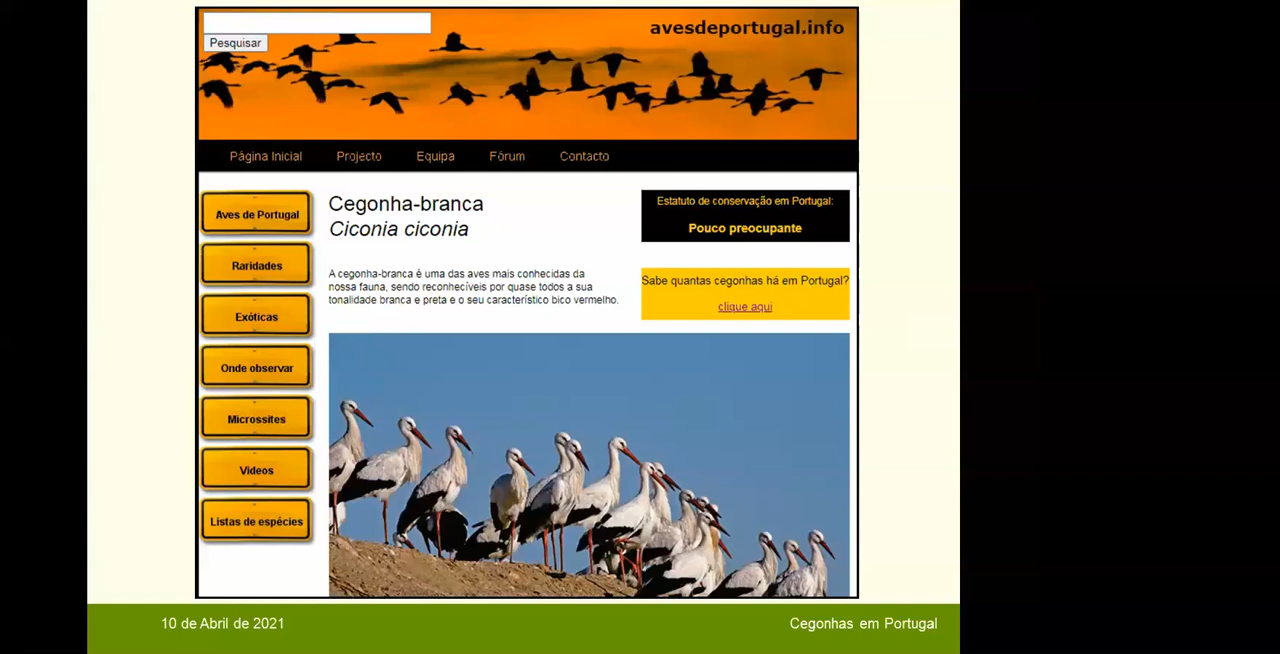 avesdeportugal.info
Pesquisar
Página Inicial
Projecto
Equipa
Fórum
Contacto
Aves de Portugal
Raridades
Exóticas
Onde observar
Microssites
Videos
Listas de espécies
Cegonha-branca
Ciconia ciconia
A cegonha-branca é uma das aves mais conhecidas da
nossa fauna, sendo reconhecíveis por quase todos a sua
tonalidade branca e preta e o seu característico bico vermelho.
Estatuto de conservação em Portugal:
Pouco preocupante
Sabe quantas cegonhas há em Portugal?
clique aqui
10 de Abril de 2021
Cegonhas em Portugal